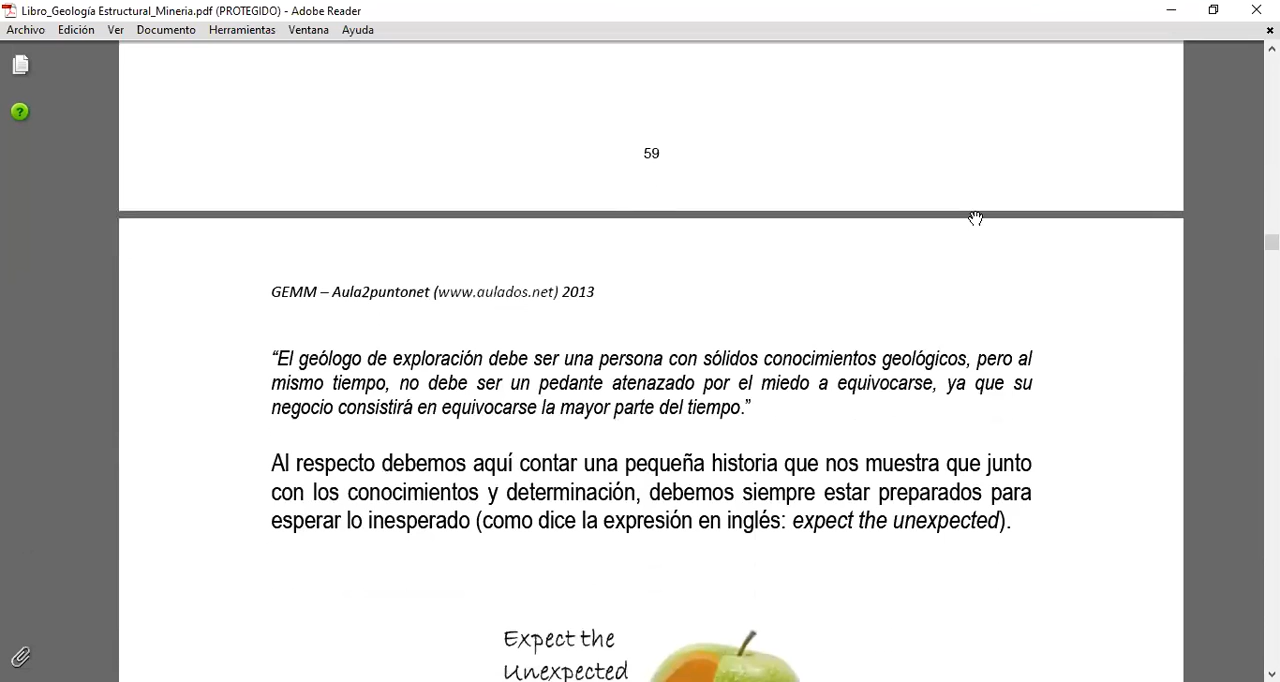 Libro_Geología Estructural_Mineria.pdf (PROTEGIDO) - Adobe Reader
Archivo Edición Ver Documento Herramientas Ventana Ayuda
59
GEMM – Aula2puntonet (www.aulados.net) 2013
“El geólogo de exploración debe ser una persona con sólidos conocimientos geológicos, pero al
mismo tiempo, no debe ser un pedante atenazado por el miedo a equivocarse, ya que su
negocio consistirá en equivocarse la mayor parte del tiempo.”
Al respecto debemos aquí contar una pequeña historia que nos muestra que junto
con los conocimientos y determinación, debemos siempre estar preparados para
esperar lo inesperado (como dice la expresión en inglés: expect the unexpected).
Expect the
Unexpected